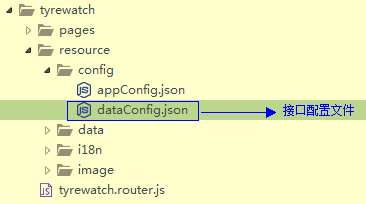 tyrewatch
pages
resource
config
appConfig.json
dataConfig.json 接口配置文件
data
i18n
image
tyrewatch.router.js